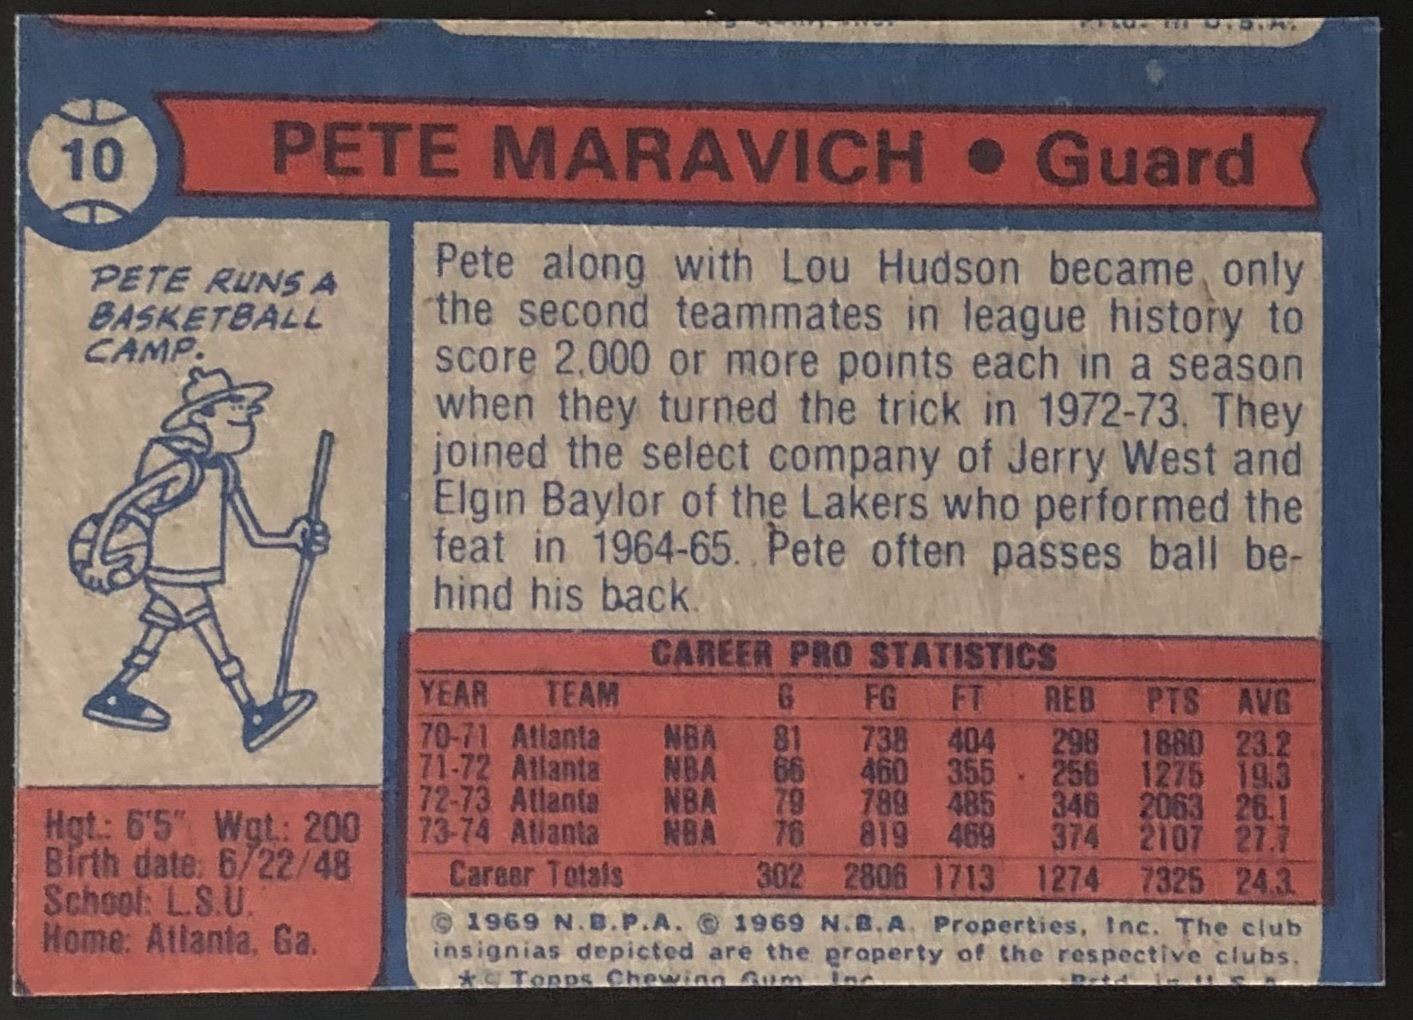 10
PETE MARAVICH • Guard
PETE RUNS A
BASKETBALL
CAMP.
Pete along with Lou Hudson became only
the second teammates in league history to
score 2,000 or more points each in a season
when they turned the trick in 1972-73. They
joined the select company of Jerry West and
Elgin Baylor of the Lakers who performed the
feat in 1964-65. Pete often passes ball be-
hind his back.
CAREER PRO STATISTICS
YEAR TEAM G FG FT REB PTS AVG
70-71 Atlanta NBA 81 738 404 298 1880 23.2
71-72 Atlanta NBA 66 460 355 256 1275 19.3
72-73 Atlanta NBA 79 789 485 346 2063 26.1
73-74 Atlanta NBA 76 819 469 374 2107 27.7
Career Totals 302 2806 1713 1274 7325 24.3
Hgt.: 6'5" Wgt.: 200
Birth date: 6/22/48
School: L.S.U.
Home: Atlanta, Ga.
© 1969 N.B.P.A. © 1969 N.B.A. Properties, Inc. The club
insignias depicted are the property of the respective clubs.
★ © Topps Chewing Gum, Inc. Prtd. in U.S.A.